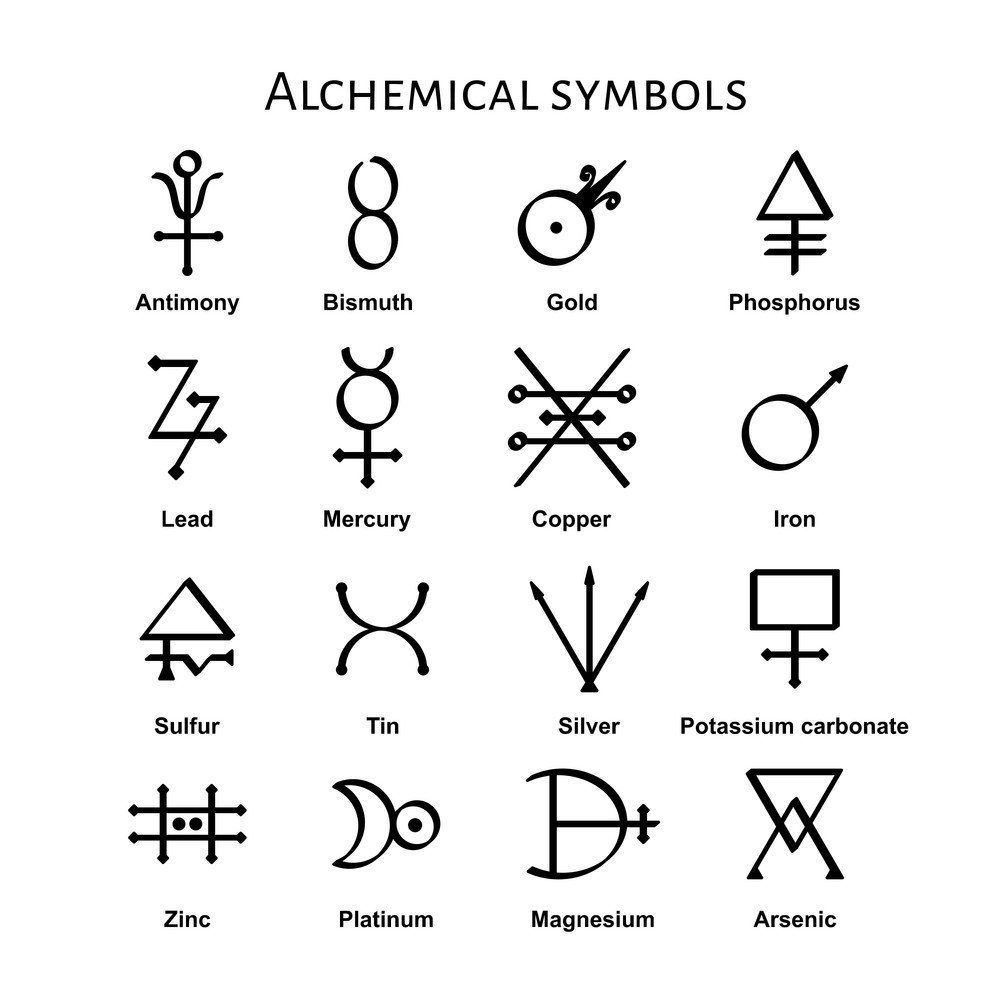 Alchemical symbols
Antimony Bismuth Gold Phosphorus
Lead Mercury Copper Iron
Sulfur Tin Silver Potassium carbonate
Zinc Platinum Magnesium Arsenic